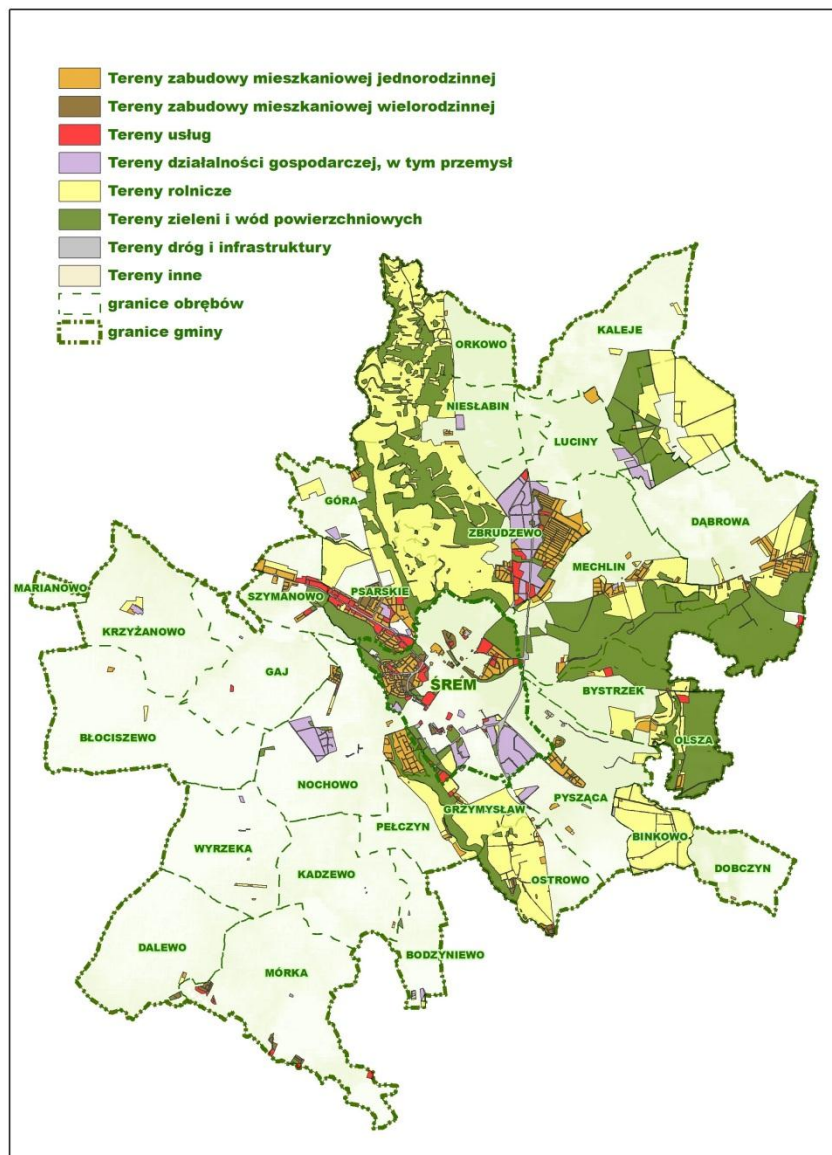 Tereny zabudowy mieszkaniowej jednorodzinnej
Tereny zabudowy mieszkaniowej wielorodzinnej
Tereny usług
Tereny działalności gospodarczej, w tym przemysł
Tereny rolnicze
Tereny zieleni i wód powierzchniowych
Tereny dróg i infrastruktury
Tereny inne
granice obrębów
granice gminy
KALEJE
ORKOWO
NIESŁABIN
LUCINY
GÓRA
ZBRUDZEWO
DĄBROWA
MECHLIN
MARIANOWO
SZYMANOWO
PSARSKIE
KRZYŻANOWO
GAJ
ŚREM
BYSTRZEK
BŁOCISZEWO
OLSZA
NOCHOWO
PYSZĄCA
GRZYMYSŁAW
PEŁCZYN
BINKOWO
WYRZEKA
KADZEWO
OSTROWO
DOBCZYN
DALEWO
MÓRKA
BODZYNIEWO